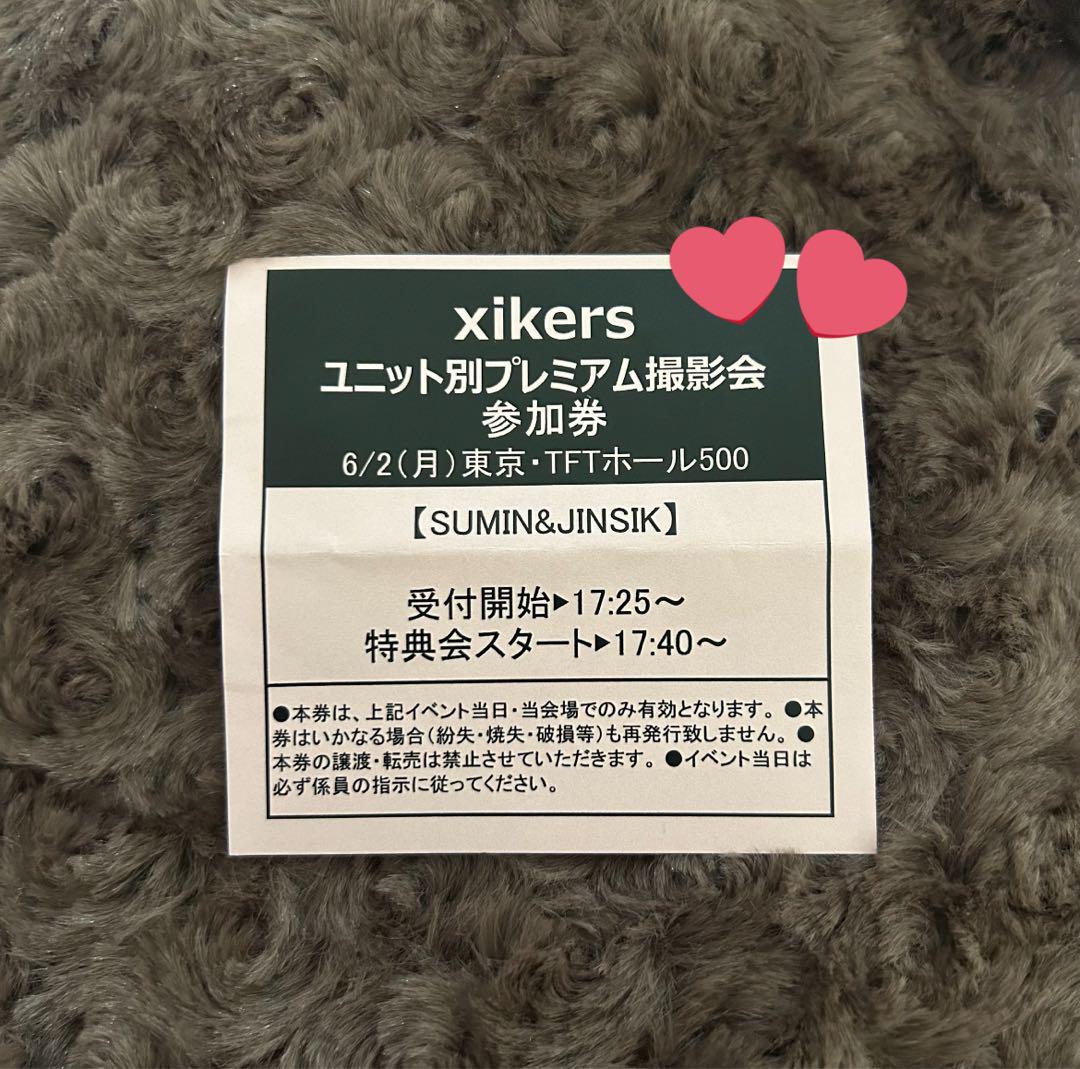 xikers
ユニット別プレミアム撮影会
参加券
6/2(月)東京・TFTホール500
【SUMIN&JINSIK】
受付開始▶17:25～
特典会スタート▶17:40～
●本券は、上記イベント当日・当会場でのみ有効となります。 ●本
券はいかなる場合(紛失・焼失・破損等)も再発行致しません。 ●
本券の譲渡・転売は禁止させていただきます。 ●イベント当日は
必ず係員の指示に従ってください。